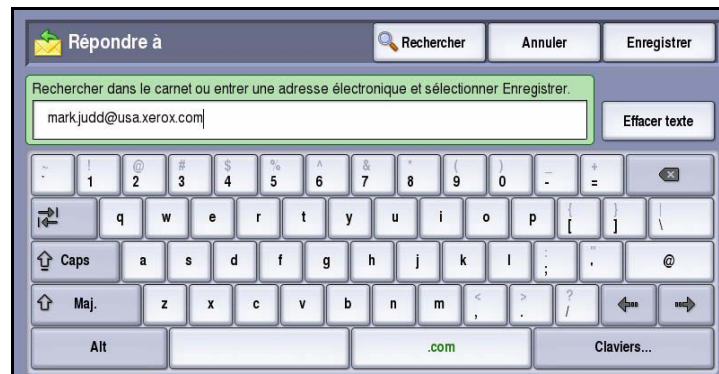 Répondre à
Rechercher
Annuler
Enregistrer
Rechercher dans le carnet ou entrer une adresse électronique et sélectionner Enregistrer.
mark.judd@usa.xerox.com
Effacer texte
~ ! @ # $ % ^ & * ( ) _ +
` 1 2 3 4 5 6 7 8 9 0 - =
q w e r t y u i o p { [ } ] | \
Caps a s d f g h j k l : ; " ' @
Maj. z x c v b n m < , > . ? /
Alt .com Claviers...